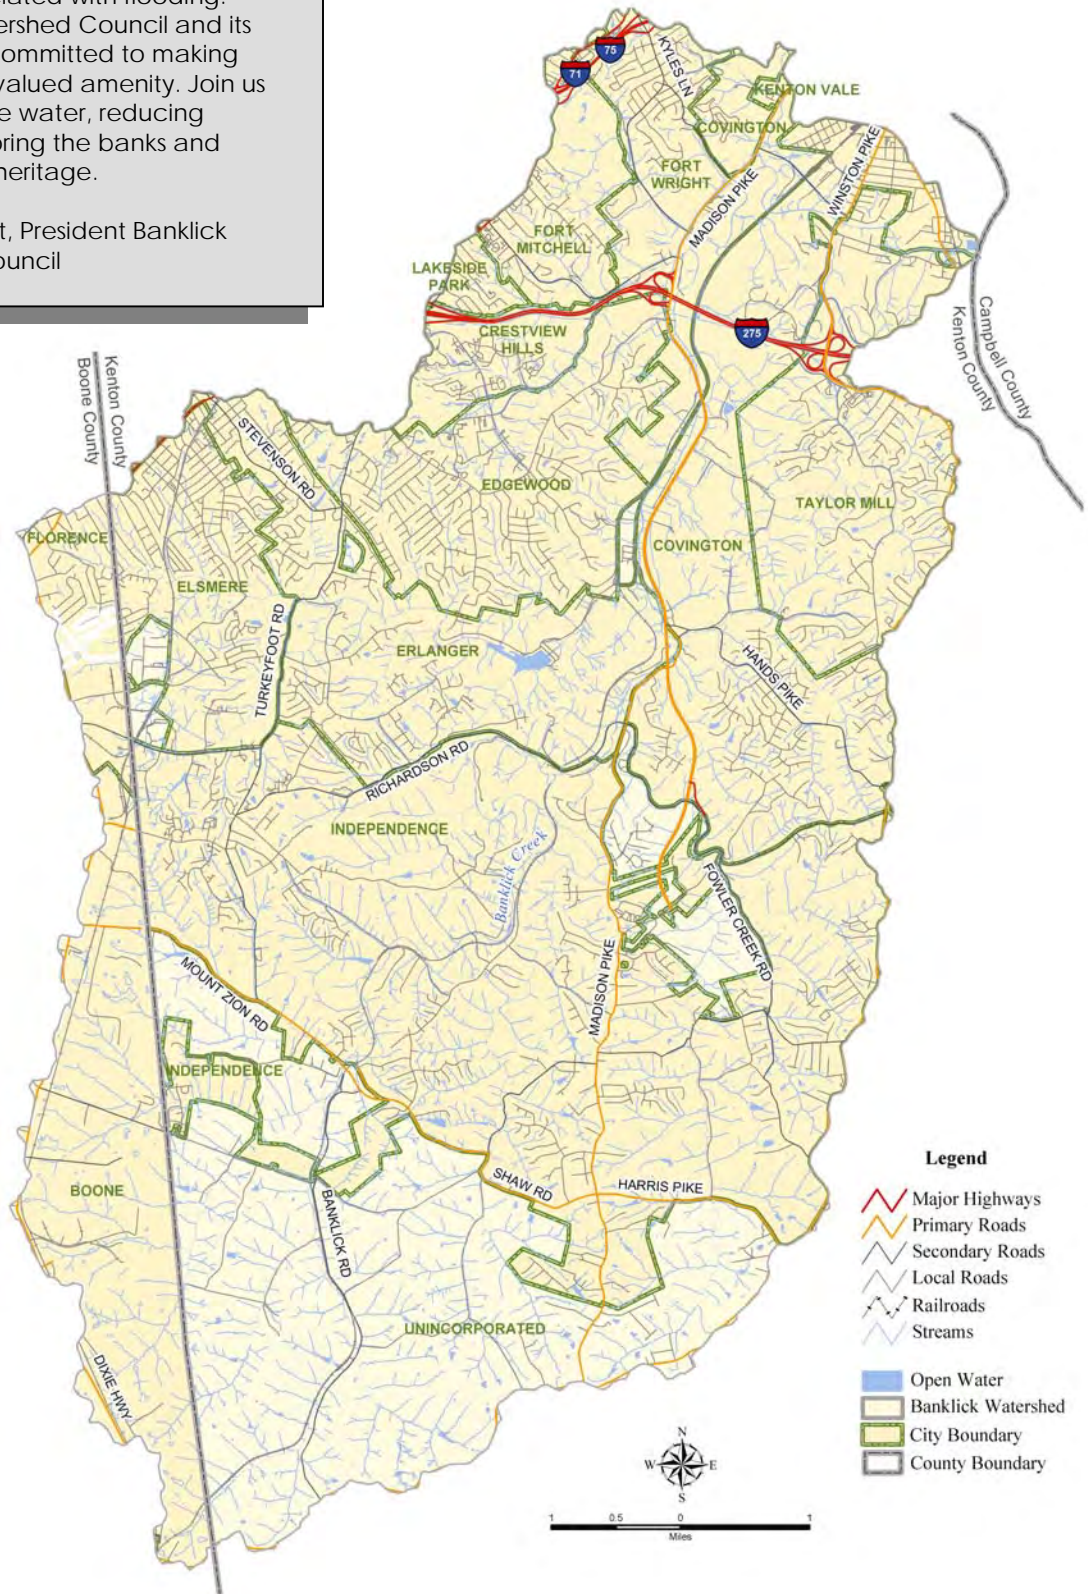 ciated with flooding.
ershed Council and its
committed to making
valued amenity. Join us
e water, reducing
oring the banks and
heritage.
t, President Banklick
ouncil
75
71
KYLES LN
KENTON VALE
COVINGTON
FORT
WRIGHT
MADISON PIKE
WINSTON PIKE
FORT
MITCHELL
LAKESIDE
PARK
CRESTVIEW
HILLS
275
Campbell County
Kenton County
Kenton County
Boone County
STEVENSON RD
EDGEWOOD
TAYLOR MILL
FLORENCE
COVINGTON
ELSMERE
TURKEYFOOT RD
ERLANGER
HANDS PIKE
RICHARDSON RD
INDEPENDENCE
Banklick Creek
FOWLER CREEK RD
MOUNT ZION RD
MADISON PIKE
INDEPENDENCE
BOONE
BANKLICK RD
SHAW RD
HARRIS PIKE
UNINCORPORATED
DIXIE HWY
Legend
Major Highways
Primary Roads
Secondary Roads
Local Roads
Railroads
Streams
Open Water
Banklick Watershed
City Boundary
County Boundary
N
W E
S
1 0.5 0 1
Miles